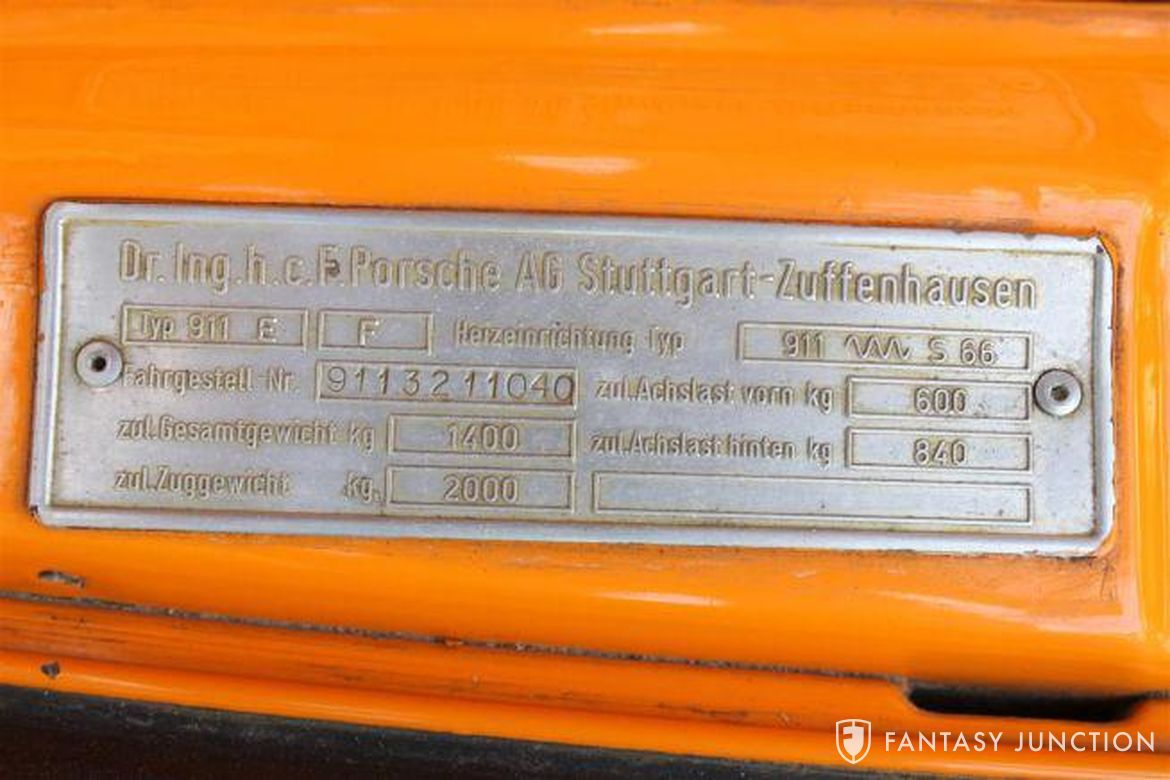 Dr. Ing. h. c. F. Porsche AG Stuttgart-Zuffenhausen
Typ 911 E F Heizeinrichtung Typ 911 S 66
Fahrgestell-Nr. 9113211040 zul. Achslast vorn kg 600
zul. Gesamtgewicht kg 1400 zul. Achslast hinten kg 840
zul. Zuggewicht kg. 2000
FANTASY JUNCTION